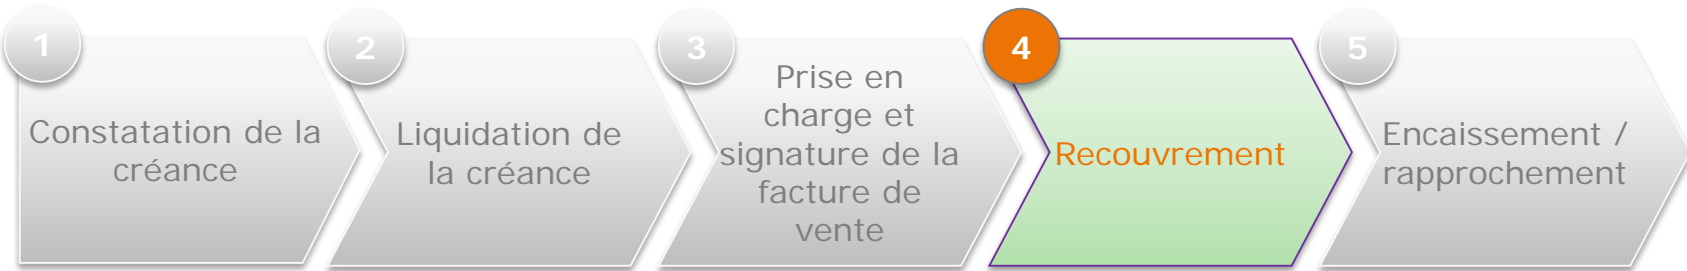 1
Constatation de la
créance
2
Liquidation de
la créance
3
Prise en
charge et
signature de la
facture de
vente
4
Recouvrement
5
Encaissement /
rapprochement